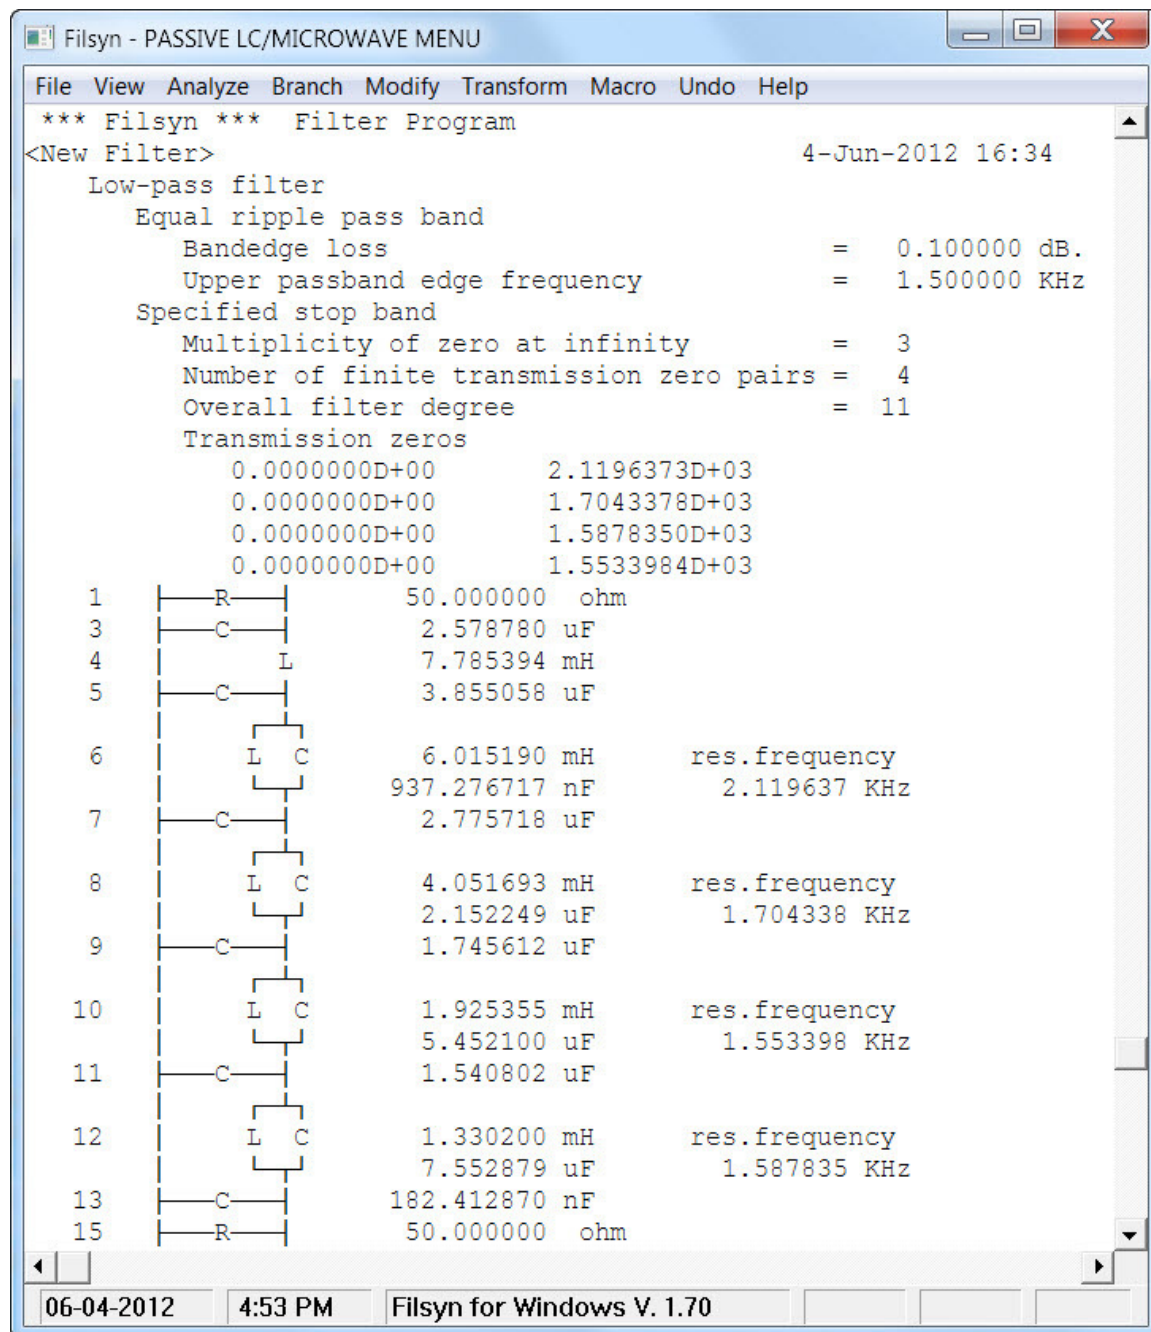 Filsyn - PASSIVE LC/MICROWAVE MENU
File View Analyze Branch Modify Transform Macro Undo Help
*** Filsyn *** Filter Program
<New Filter> 4-Jun-2012 16:34
Low-pass filter
Equal ripple pass band
Bandedge loss = 0.100000 dB.
Upper passband edge frequency = 1.500000 KHz
Specified stop band
Multiplicity of zero at infinity = 3
Number of finite transmission zero pairs = 4
Overall filter degree = 11
Transmission zeros
0.0000000D+00 2.1196373D+03
0.0000000D+00 1.7043378D+03
0.0000000D+00 1.5878350D+03
0.0000000D+00 1.5533984D+03
1 R 50.000000 ohm
3 C 2.578780 uF
4 L 7.785394 mH
5 C 3.855058 uF
6 L C 6.015190 mH res.frequency
937.276717 nF 2.119637 KHz
7 C 2.775718 uF
8 L C 4.051693 mH res.frequency
2.152249 uF 1.704338 KHz
9 C 1.745612 uF
10 L C 1.925355 mH res.frequency
5.452100 uF 1.553398 KHz
11 C 1.540802 uF
12 L C 1.330200 mH res.frequency
7.552879 uF 1.587835 KHz
13 C 182.412870 nF
15 R 50.000000 ohm
06-04-2012 4:53 PM Filsyn for Windows V. 1.70